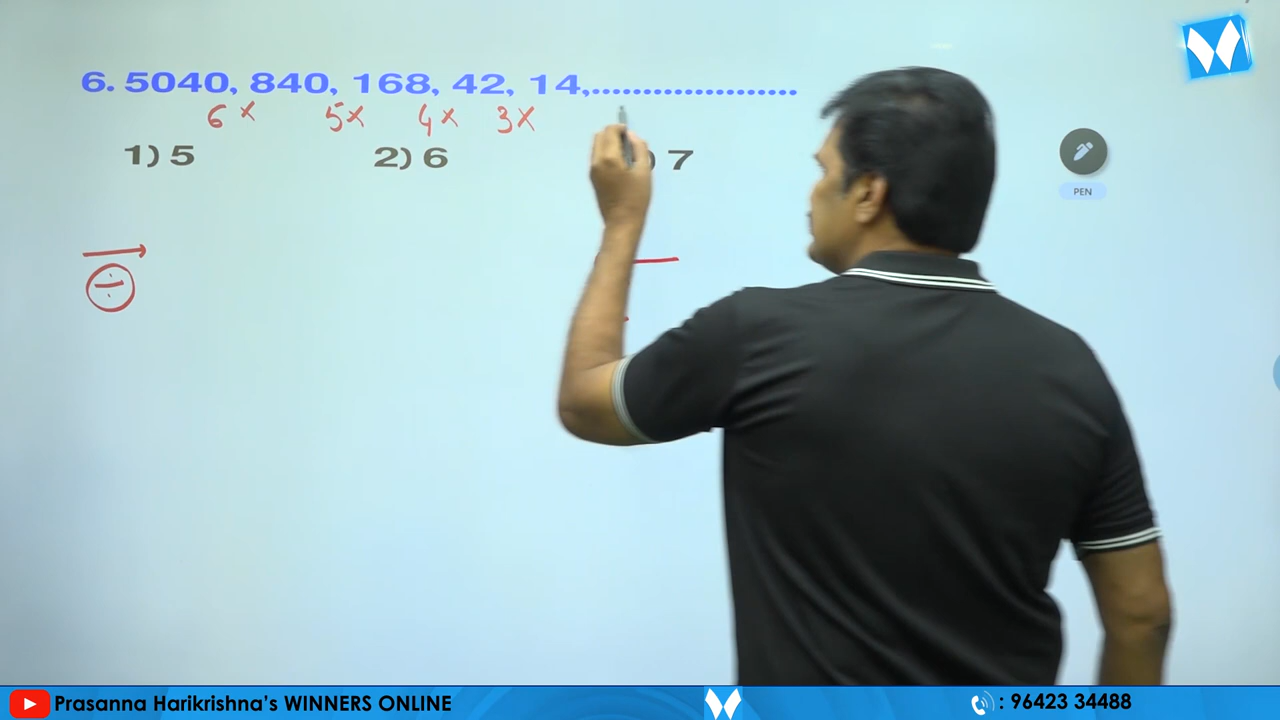 6. 5040, 840, 168, 42, 14,.....................
6× 5× 4× 3×
1) 5 2) 6 ) 7
÷
PEN
Prasanna Harikrishna's WINNERS ONLINE : 96423 34488